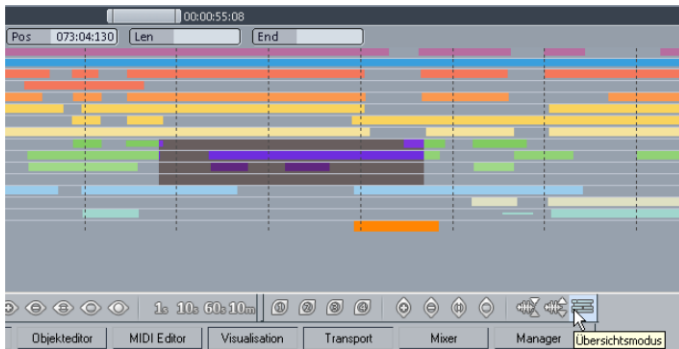 00:00:55:08
Pos 073:04:130 Len End
1s 10s 60s 10m
Objekteditor MIDI Editor Visualisation Transport Mixer Manager Übersichtsmodus